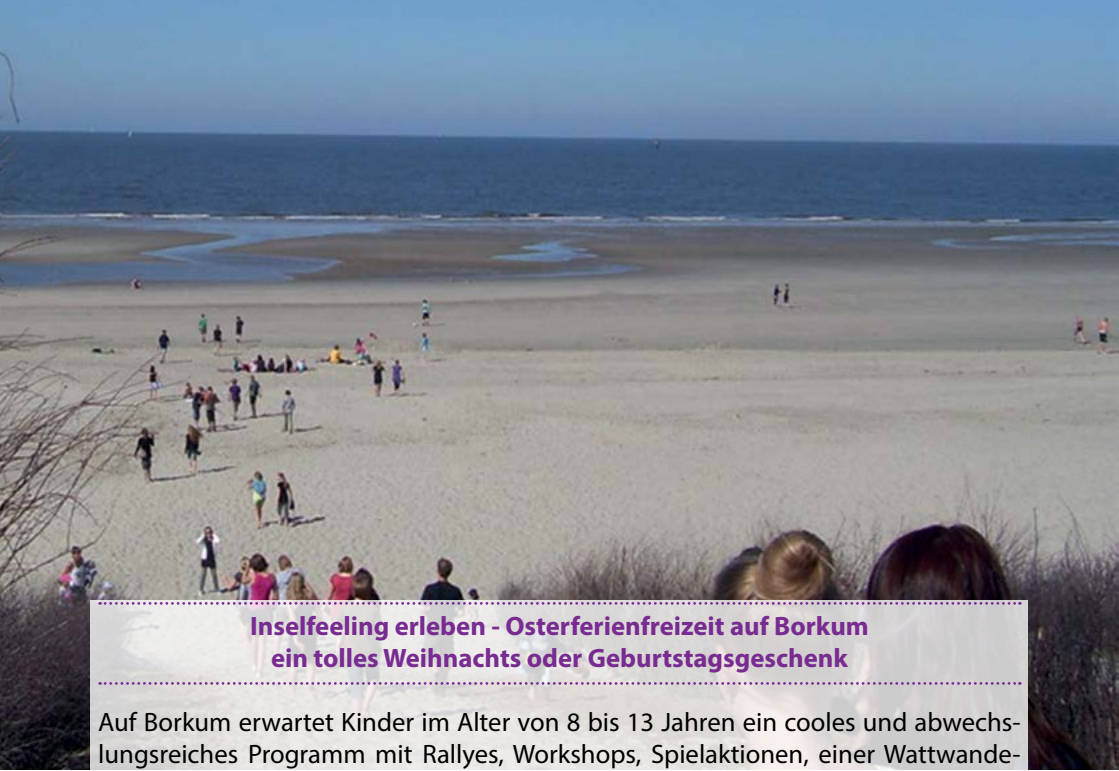 Inselfeeling erleben - Osterferienfreizeit auf Borkum
ein tolles Weihnachts oder Geburtstagsgeschenk
Auf Borkum erwartet Kinder im Alter von 8 bis 13 Jahren ein cooles und abwechs-
lungsreiches Programm mit Rallyes, Workshops, Spielaktionen, einer Wattwande-